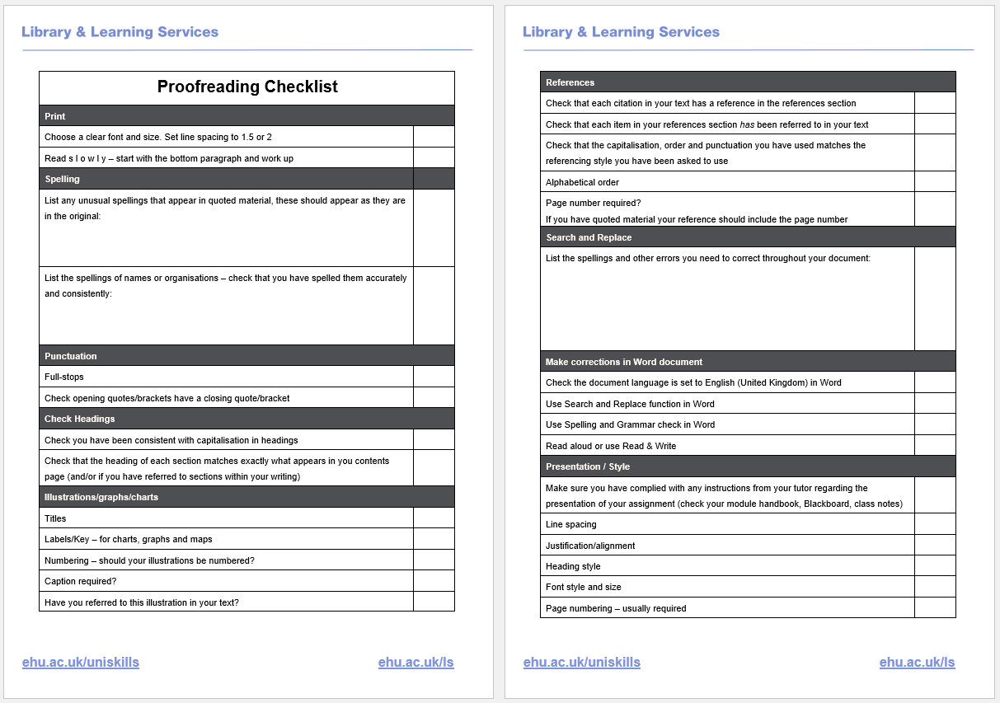 Library & Learning Services
Proofreading Checklist
Print
Choose a clear font and size. Set line spacing to 1.5 or 2
Read s l o w l y – start with the bottom paragraph and work up
Spelling
List any unusual spellings that appear in quoted material, these should appear as they are
in the original:
List the spellings of names or organisations – check that you have spelled them accurately
and consistently:
Punctuation
Full-stops
Check opening quotes/brackets have a closing quote/bracket
Check Headings
Check you have been consistent with capitalisation in headings
Check that the heading of each section matches exactly what appears in you contents
page (and/or if you have referred to sections within your writing)
Illustrations/graphs/charts
Titles
Labels/Key – for charts, graphs and maps
Numbering – should your illustrations be numbered?
Caption required?
Have you referred to this illustration in your text?
ehu.ac.uk/uniskills
ehu.ac.uk/ls
Library & Learning Services
References
Check that each citation in your text has a reference in the references section
Check that each item in your references section has been referred to in your text
Check that the capitalisation, order and punctuation you have used matches the
referencing style you have been asked to use
Alphabetical order
Page number required?
If you have quoted material your reference should include the page number
Search and Replace
List the spellings and other errors you need to correct throughout your document:
Make corrections in Word document
Check the document language is set to English (United Kingdom) in Word
Use Search and Replace function in Word
Use Spelling and Grammar check in Word
Read aloud or use Read & Write
Presentation / Style
Make sure you have complied with any instructions from your tutor regarding the
presentation of your assignment (check your module handbook, Blackboard, class notes)
Line spacing
Justification/alignment
Heading style
Font style and size
Page numbering – usually required
ehu.ac.uk/uniskills
ehu.ac.uk/ls